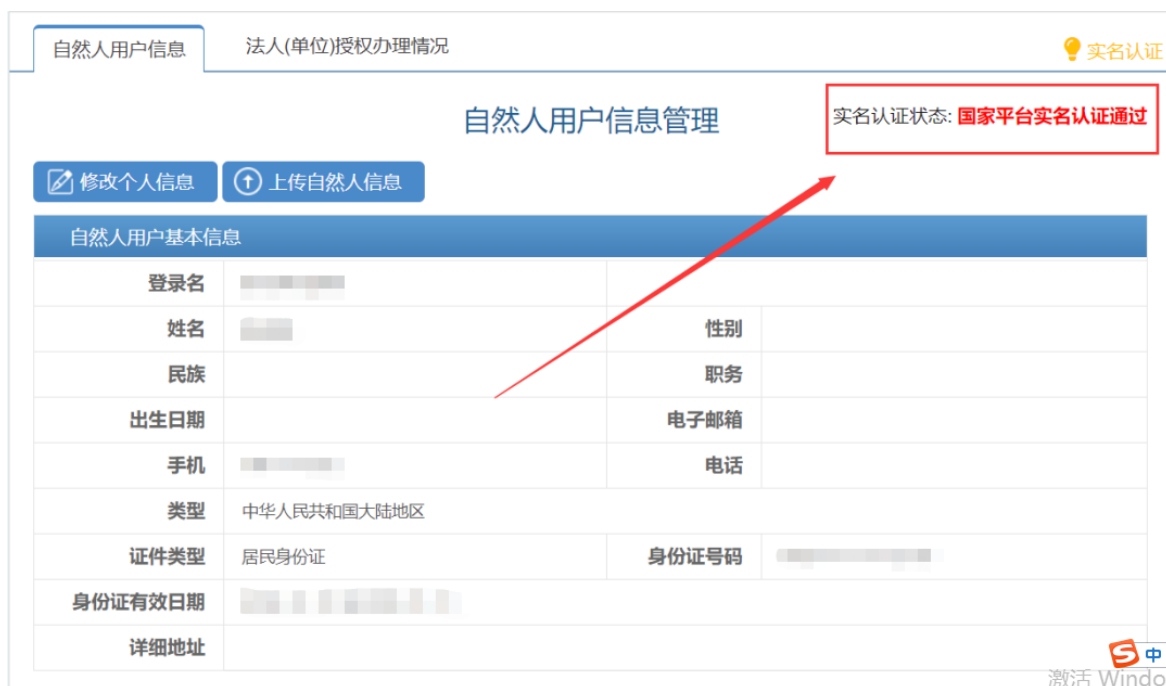 自然人用户信息 法人(单位)授权办理情况
实名认证
自然人用户信息管理
实名认证状态: 国家平台实名认证通过
修改个人信息 上传自然人信息
自然人用户基本信息
登录名
姓名 性别
民族 职务
出生日期 电子邮箱
手机 电话
类型 中华人民共和国大陆地区
证件类型 居民身份证 身份证号码
身份证有效日期
详细地址
S 中
激活 Windo